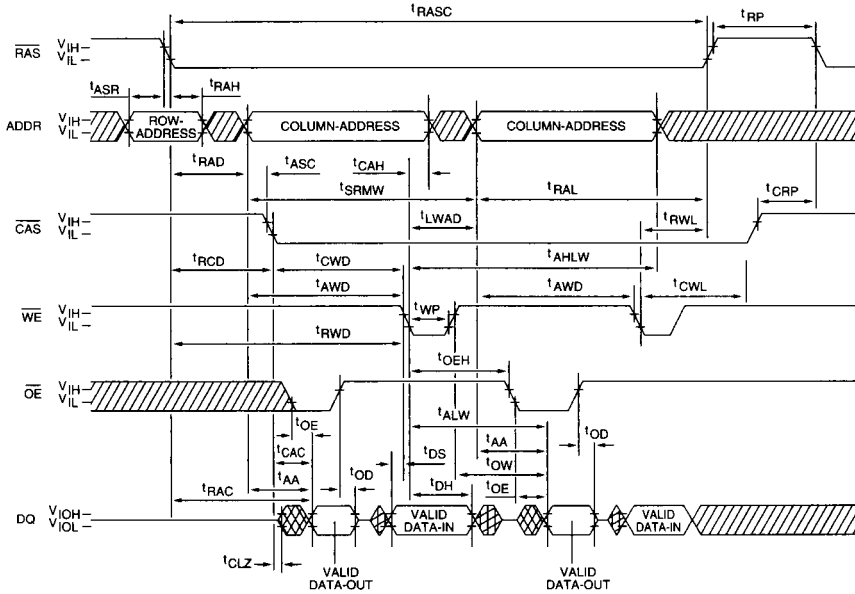 tRASC
tRP
RAS
VIH
VIL
tASR
tRAH
ADDR
VIH
VIL
ROW-
ADDRESS
COLUMN-ADDRESS
COLUMN-ADDRESS
tRAD
tASC
tCAH
tSRMW
tRAL
tCRP
CAS
VIH
VIL
tLWAD
tRWL
tRCD
tCWD
tAHLW
tAWD
tAWD
tCWL
WE
VIH
VIL
tWP
tRWD
tOEH
OE
VIH
VIL
tALW
tOE
tCAC
tDS
tAA
tOD
tAA
tOD
tOW
tRAC
tDH
tOE
DQ
VIOH
VIOL
VALID
DATA-IN
VALID
DATA-IN
tCLZ
VALID
DATA-OUT
VALID
DATA-OUT